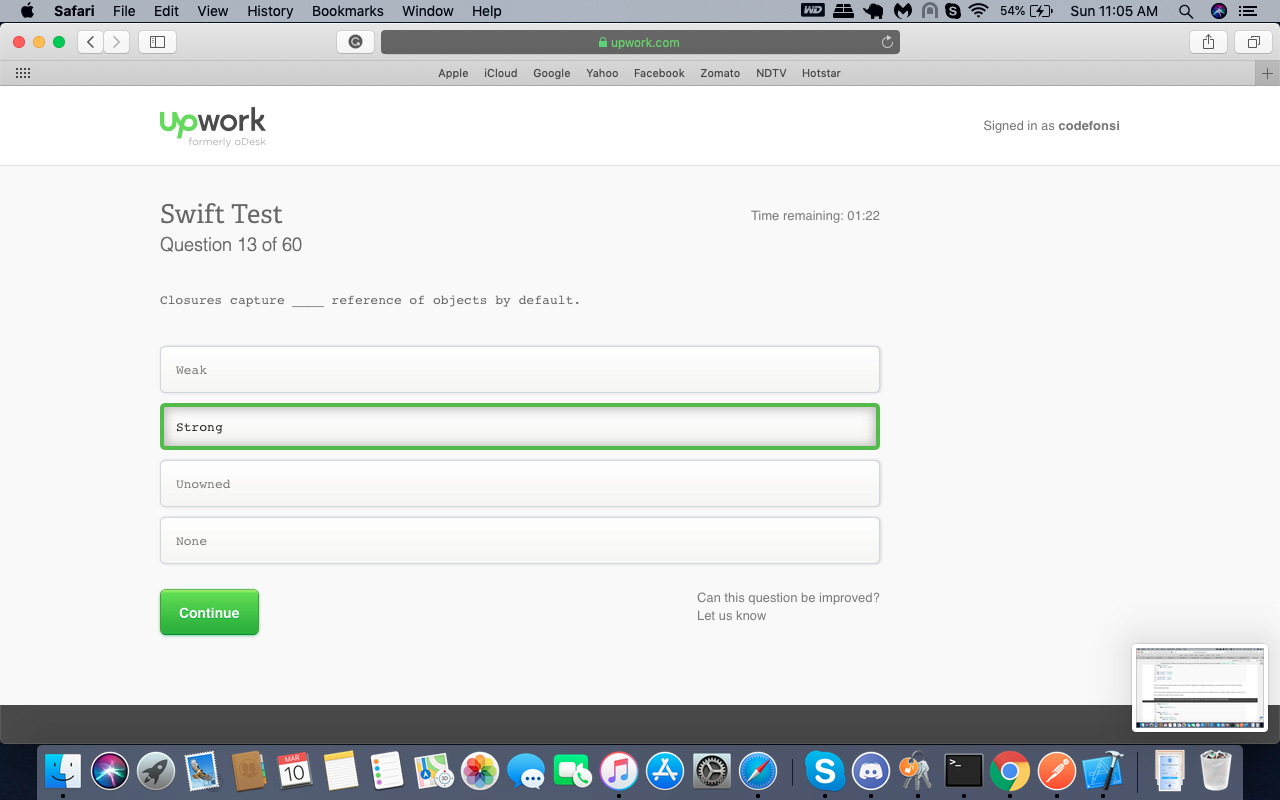 Safari File Edit View History Bookmarks Window Help WD S 54% Sun 11:05 AM
G upwork.com
Apple iCloud Google Yahoo Facebook Zomato NDTV Hotstar
upwork
formerly oDesk
Signed in as codefonsi
Swift Test
Time remaining: 01:22
Question 13 of 60
Closures capture ____ reference of objects by default.
Weak
Strong
Unowned
None
Continue
Can this question be improved?
Let us know
MAR
10
S
>_